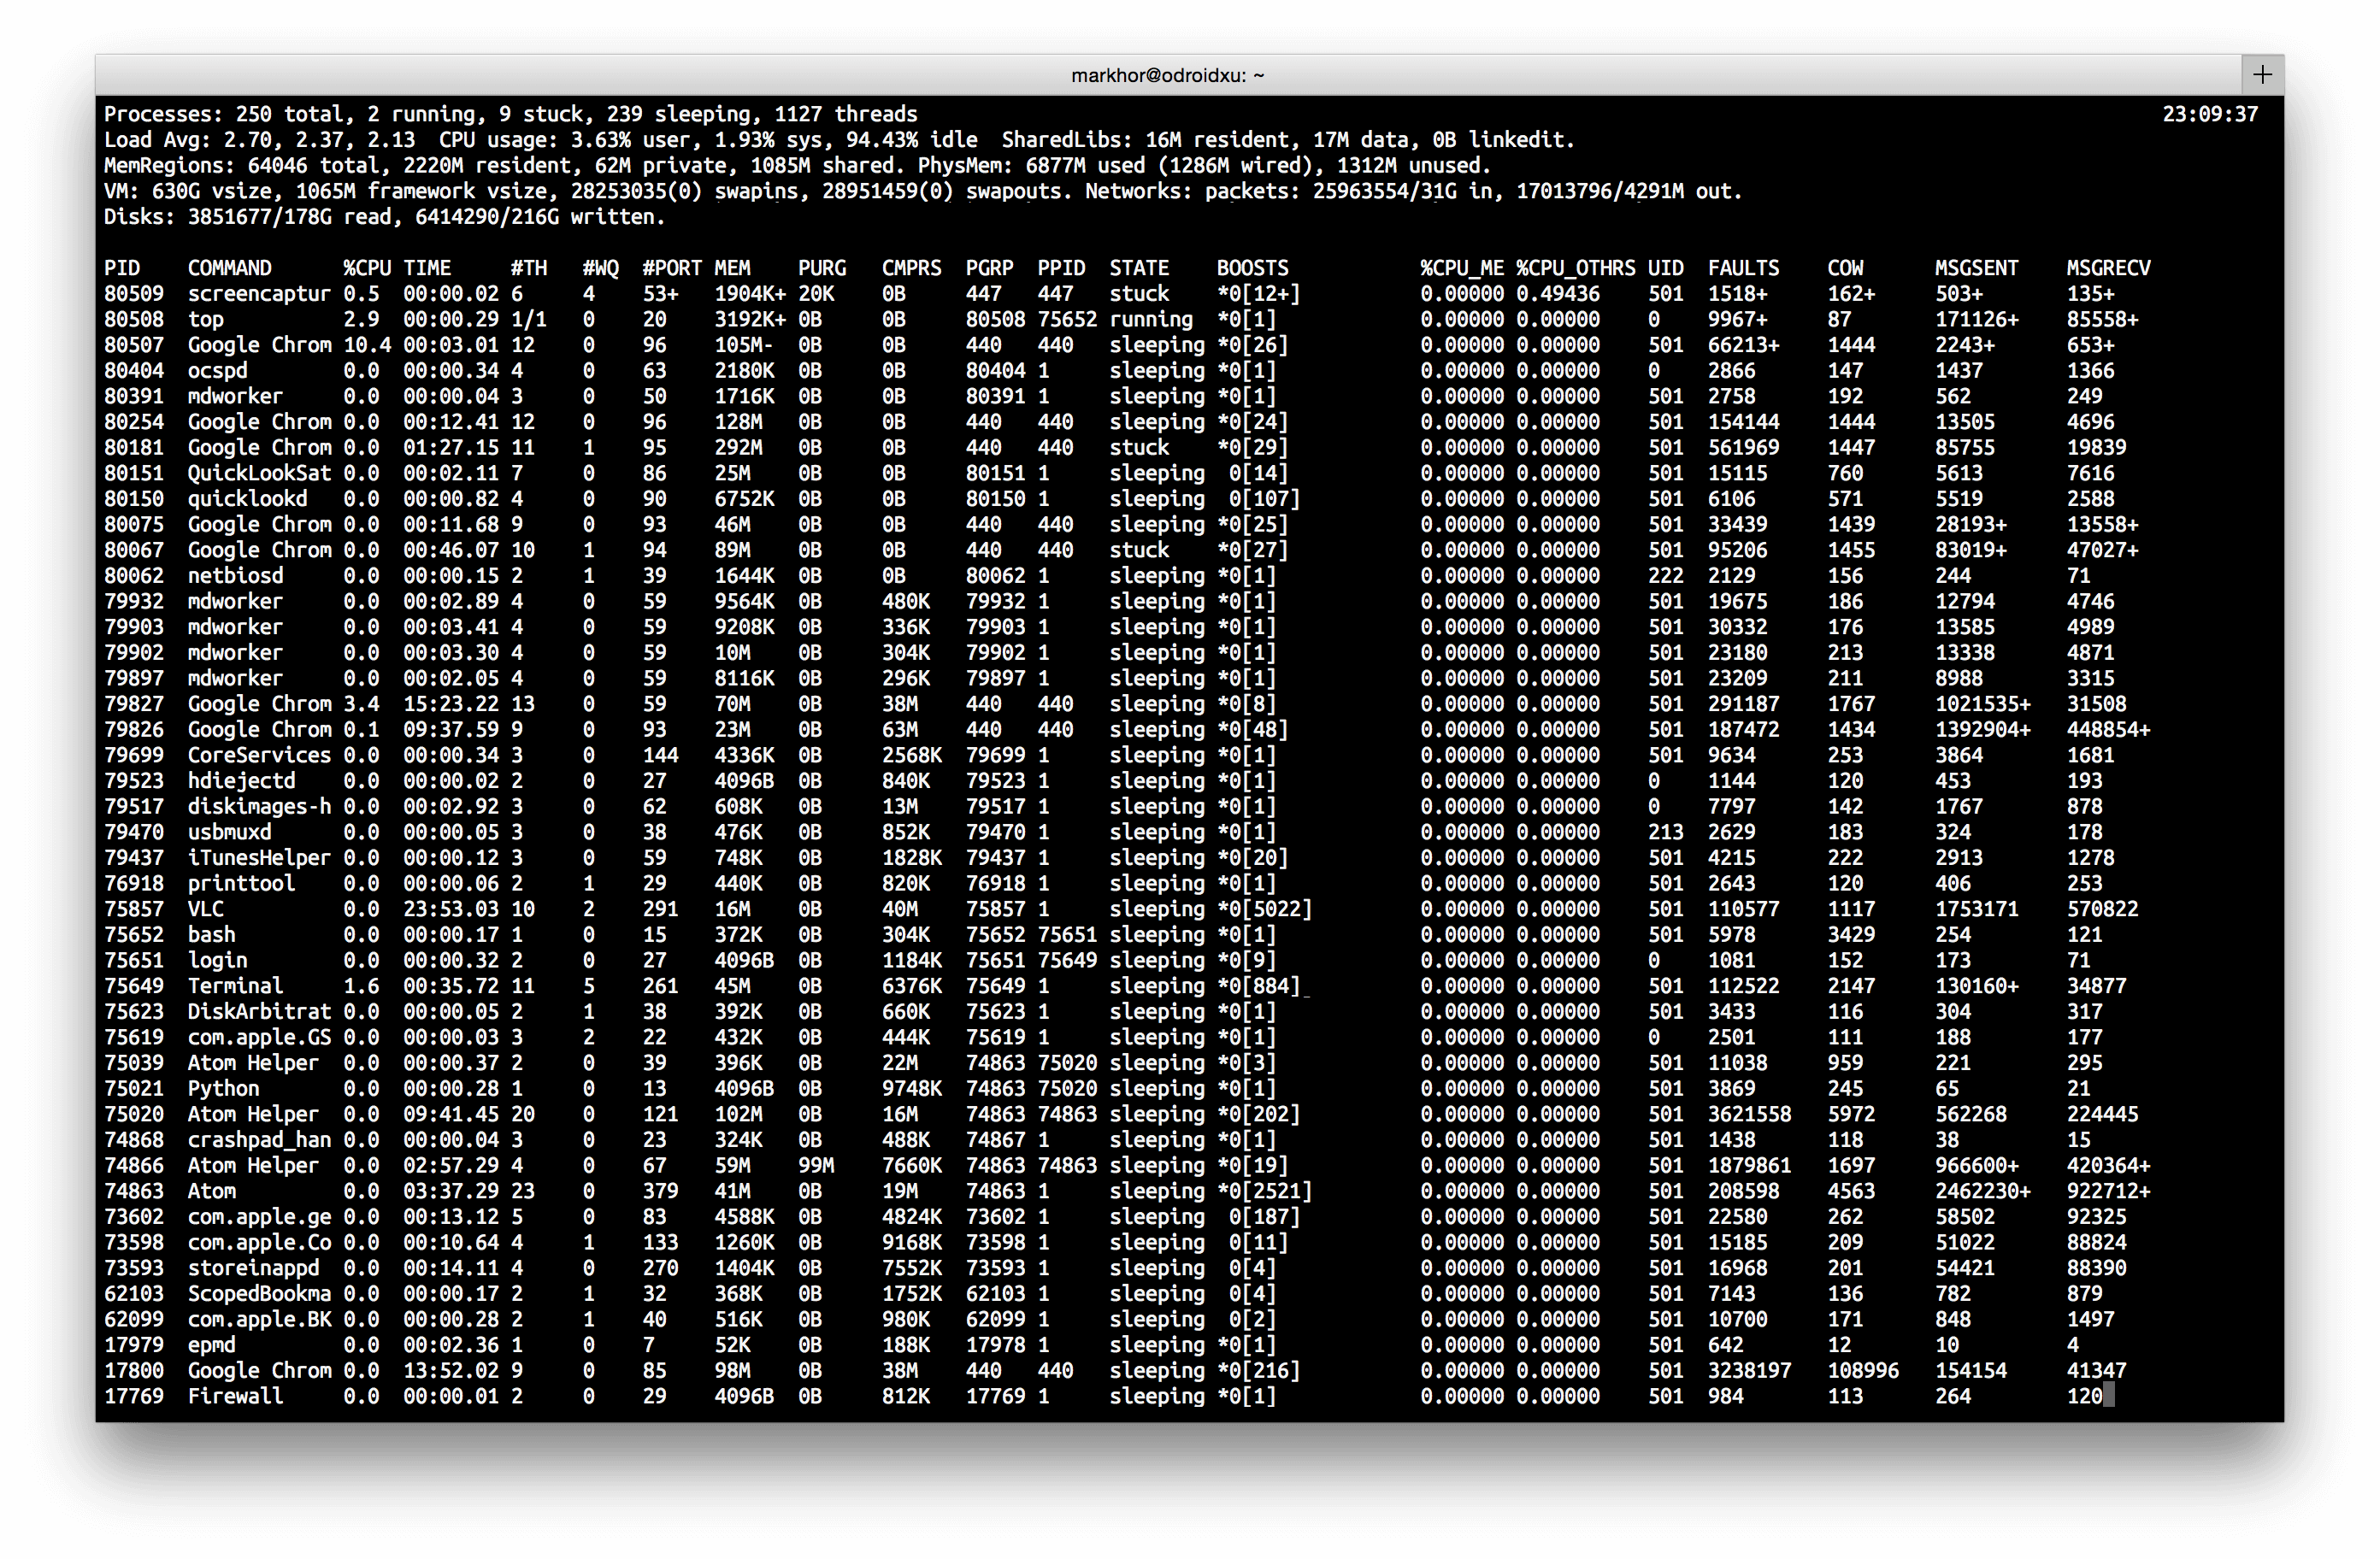 markhor@odroidxu: ~ +
Processes: 250 total, 2 running, 9 stuck, 239 sleeping, 1127 threads 23:09:37
Load Avg: 2.70, 2.37, 2.13 CPU usage: 3.63% user, 1.93% sys, 94.43% idle SharedLibs: 16M resident, 17M data, 0B linkedit.
MemRegions: 64046 total, 2220M resident, 62M private, 1085M shared. PhysMem: 6877M used (1286M wired), 1312M unused.
VM: 630G vsize, 1065M framework vsize, 28253035(0) swapins, 28951459(0) swapouts. Networks: packets: 25963554/31G in, 17013796/4291M out.
Disks: 3851677/178G read, 6414290/216G written.
PID COMMAND %CPU TIME #TH #WQ #PORT MEM PURG CMPRS PGRP PPID STATE BOOSTS %CPU_ME %CPU_OTHRS UID FAULTS COW MSGSENT MSGRECV
80509 screencaptur 0.5 00:00.02 6 4 53+ 1904K+ 20K 0B 447 447 stuck *0[12+] 0.00000 0.49436 501 1518+ 162+ 503+ 135+
80508 top 2.9 00:00.29 1/1 0 20 3192K+ 0B 0B 80508 75652 running *0[1] 0.00000 0.00000 0 9967+ 87 171126+ 85558+
80507 Google Chrom 10.4 00:03.01 12 0 96 105M- 0B 0B 440 440 sleeping *0[26] 0.00000 0.00000 501 66213+ 1444 2243+ 653+
80404 ocspd 0.0 00:00.34 4 0 63 2180K 0B 0B 80404 1 sleeping *0[1] 0.00000 0.00000 0 2866 147 1437 1366
80391 mdworker 0.0 00:00.04 3 0 50 1716K 0B 0B 80391 1 sleeping *0[1] 0.00000 0.00000 501 2758 192 562 249
80254 Google Chrom 0.0 00:12.41 12 0 96 128M 0B 0B 440 440 sleeping *0[24] 0.00000 0.00000 501 154144 1444 13505 4696
80181 Google Chrom 0.0 01:27.15 11 1 95 292M 0B 0B 440 440 stuck *0[29] 0.00000 0.00000 501 561969 1447 85755 19839
80151 QuickLookSat 0.0 00:02.11 7 0 86 25M 0B 0B 80151 1 sleeping 0[14] 0.00000 0.00000 501 15115 760 5613 7616
80150 quicklookd 0.0 00:00.82 4 0 90 6752K 0B 0B 80150 1 sleeping 0[107] 0.00000 0.00000 501 6106 571 5519 2588
80075 Google Chrom 0.0 00:11.68 9 0 93 46M 0B 0B 440 440 sleeping *0[25] 0.00000 0.00000 501 33439 1439 28193+ 13558+
80067 Google Chrom 0.0 00:46.07 10 1 94 89M 0B 0B 440 440 stuck *0[27] 0.00000 0.00000 501 95206 1455 83019+ 47027+
80062 netbiosd 0.0 00:00.15 2 1 39 1644K 0B 0B 80062 1 sleeping *0[1] 0.00000 0.00000 222 2129 156 244 71
79932 mdworker 0.0 00:02.89 4 0 59 9564K 0B 480K 79932 1 sleeping *0[1] 0.00000 0.00000 501 19675 186 12794 4746
79903 mdworker 0.0 00:03.41 4 0 59 9208K 0B 336K 79903 1 sleeping *0[1] 0.00000 0.00000 501 30332 176 13585 4989
79902 mdworker 0.0 00:03.30 4 0 59 10M 0B 304K 79902 1 sleeping *0[1] 0.00000 0.00000 501 23180 213 13338 4871
79897 mdworker 0.0 00:02.05 4 0 59 8116K 0B 296K 79897 1 sleeping *0[1] 0.00000 0.00000 501 23209 211 8988 3315
79827 Google Chrom 3.4 15:23.22 13 0 96 70M 0B 38M 440 440 sleeping *0[8] 0.00000 0.00000 501 291187 1767 1021535+ 31508
79826 Google Chrom 0.1 09:37.59 9 0 93 23M 0B 63M 440 440 sleeping *0[48] 0.00000 0.00000 501 187472 1434 1392904+ 448854+
79699 CoreServices 0.0 00:00.34 3 0 144 4336K 0B 2568K 79699 1 sleeping *0[1] 0.00000 0.00000 501 9634 253 3864 1681
79523 hdiejectd 0.0 00:00.02 2 0 27 4096B 0B 840K 79523 1 sleeping *0[1] 0.00000 0.00000 0 1144 120 453 193
79517 diskimages-h 0.0 00:02.92 3 0 62 608K 0B 13M 79517 1 sleeping *0[1] 0.00000 0.00000 0 7797 142 1767 878
79470 usbmuxd 0.0 00:00.05 3 0 38 476K 0B 852K 79470 1 sleeping *0[1] 0.00000 0.00000 213 2629 183 324 178
79437 iTunesHelper 0.0 00:00.12 3 0 59 748K 0B 1828K 79437 1 sleeping *0[20] 0.00000 0.00000 501 4215 222 2913 1278
76918 printtool 0.0 00:00.06 2 1 29 440K 0B 820K 76918 1 sleeping *0[1] 0.00000 0.00000 501 2643 120 406 253
75857 VLC 0.0 23:53.03 10 2 291 16M 0B 40M 75857 1 sleeping *0[5022] 0.00000 0.00000 501 110577 1117 1753171 570822
75652 bash 0.0 00:00.17 1 0 15 372K 0B 304K 75652 75651 sleeping *0[1] 0.00000 0.00000 501 5978 3429 254 121
75651 login 0.0 00:00.32 2 0 27 4096B 0B 1184K 75651 75649 sleeping *0[9] 0.00000 0.00000 0 1081 152 173 71
75649 Terminal 1.6 00:35.72 11 5 261 45M 0B 6376K 75649 1 sleeping *0[884]_ 0.00000 0.00000 501 112522 2147 130160+ 34877
75623 DiskArbitrat 0.0 00:00.05 2 1 38 392K 0B 660K 75623 1 sleeping *0[1] 0.00000 0.00000 501 3433 116 304 317
75619 com.apple.GS 0.0 00:00.03 3 2 22 432K 0B 444K 75619 1 sleeping *0[1] 0.00000 0.00000 0 2501 111 188 177
75039 Atom Helper 0.0 00:00.37 2 0 39 396K 0B 22M 74863 75020 sleeping *0[3] 0.00000 0.00000 501 11038 959 221 295
75021 Python 0.0 00:00.28 1 0 13 4096B 0B 9748K 74863 75020 sleeping *0[1] 0.00000 0.00000 501 3869 245 65 21
75020 Atom Helper 0.0 09:41.45 20 0 121 102M 0B 16M 74863 74863 sleeping *0[202] 0.00000 0.00000 501 3621558 5972 562268 224445
74868 crashpad_han 0.0 00:00.04 3 0 23 324K 0B 488K 74867 1 sleeping *0[1] 0.00000 0.00000 501 1438 118 38 15
74866 Atom Helper 0.0 02:57.29 4 0 67 59M 99M 7660K 74863 74863 sleeping *0[19] 0.00000 0.00000 501 1879861 1697 966600+ 420364+
74863 Atom 0.0 03:37.29 23 0 379 41M 0B 19M 74863 1 sleeping *0[2521] 0.00000 0.00000 501 208598 4563 2462230+ 922712+
73602 com.apple.ge 0.0 00:13.12 5 0 83 4588K 0B 4824K 73602 1 sleeping 0[187] 0.00000 0.00000 501 22580 262 58502 92325
73598 com.apple.Co 0.0 00:10.64 4 1 133 1260K 0B 9168K 73598 1 sleeping 0[11] 0.00000 0.00000 501 15185 209 51022 88824
73593 storeinappd 0.0 00:14.11 4 0 270 1404K 0B 7552K 73593 1 sleeping 0[4] 0.00000 0.00000 501 16968 201 54421 88390
62103 ScopedBookma 0.0 00:00.17 2 1 32 368K 0B 1752K 62103 1 sleeping 0[4] 0.00000 0.00000 501 7143 136 782 879
62099 com.apple.BK 0.0 00:00.28 2 1 40 516K 0B 980K 62099 1 sleeping 0[2] 0.00000 0.00000 501 10700 171 848 1497
17979 epmd 0.0 00:02.36 1 0 7 52K 0B 188K 17978 1 sleeping *0[1] 0.00000 0.00000 501 642 12 10 4
17800 Google Chrom 0.0 13:52.02 9 0 85 98M 0B 38M 440 440 sleeping *0[216] 0.00000 0.00000 501 3238197 108996 154154 41347
17769 Firewall 0.0 00:00.01 2 0 29 4096B 0B 812K 17769 1 sleeping *0[1] 0.00000 0.00000 501 984 113 264 120